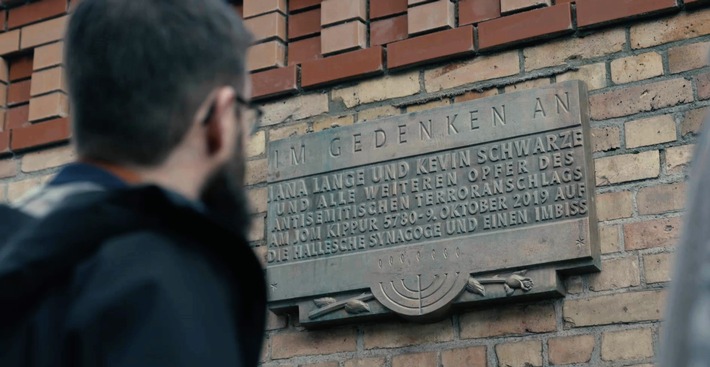 IM GEDENKEN AN
JANA LANGE UND KEVIN SCHWARZE
UND ALLE WEITEREN OPFER DES
ANTISEMITISCHEN TERRORANSCHLAGS
AM JOM KIPPUR 5780-9. OKTOBER 2019 AUF
DIE HALLESCHE SYNAGOGE UND EINEN IMBISS